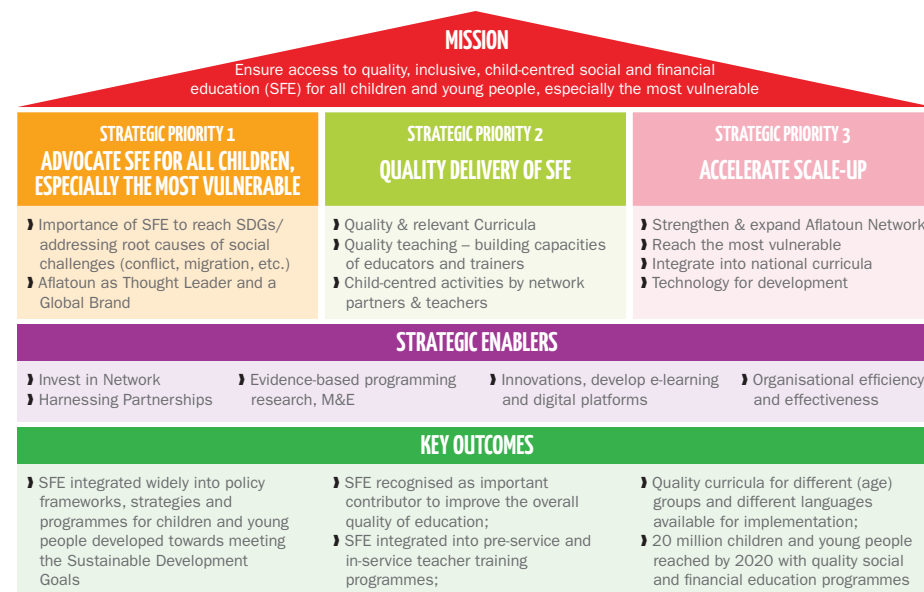 MISSION
Ensure access to quality, inclusive, child-centred social and financial
education (SFE) for all children and young people, especially the most vulnerable
STRATEGIC PRIORITY 1
ADVOCATE SFE FOR ALL CHILDREN,
ESPECIALLY THE MOST VULNERABLE
❱ Importance of SFE to reach SDGs/
addressing root causes of social
challenges (conflict, migration, etc.)
❱ Aflatoun as Thought Leader and a
Global Brand
STRATEGIC PRIORITY 2
QUALITY DELIVERY OF SFE
❱ Quality & relevant Curricula
❱ Quality teaching – building capacities
of educators and trainers
❱ Child-centred activities by network
partners & teachers
STRATEGIC PRIORITY 3
ACCELERATE SCALE-UP
❱ Strengthen & expand Aflatoun Network
❱ Reach the most vulnerable
❱ Integrate into national curricula
❱ Technology for development
STRATEGIC ENABLERS
❱ Invest in Network
❱ Harnessing Partnerships
❱ Evidence-based programming
research, M&E
❱ Innovations, develop e-learning
and digital platforms
❱ Organisational efficiency
and effectiveness
KEY OUTCOMES
❱ SFE integrated widely into policy
frameworks, strategies and
programmes for children and young
people developed towards meeting
the Sustainable Development
Goals
❱ SFE recognised as important
contributor to improve the overall
quality of education;
❱ SFE integrated into pre-service and
in-service teacher training
programmes;
❱ Quality curricula for different (age)
groups and different languages
available for implementation;
❱ 20 million children and young people
reached by 2020 with quality social
and financial education programmes